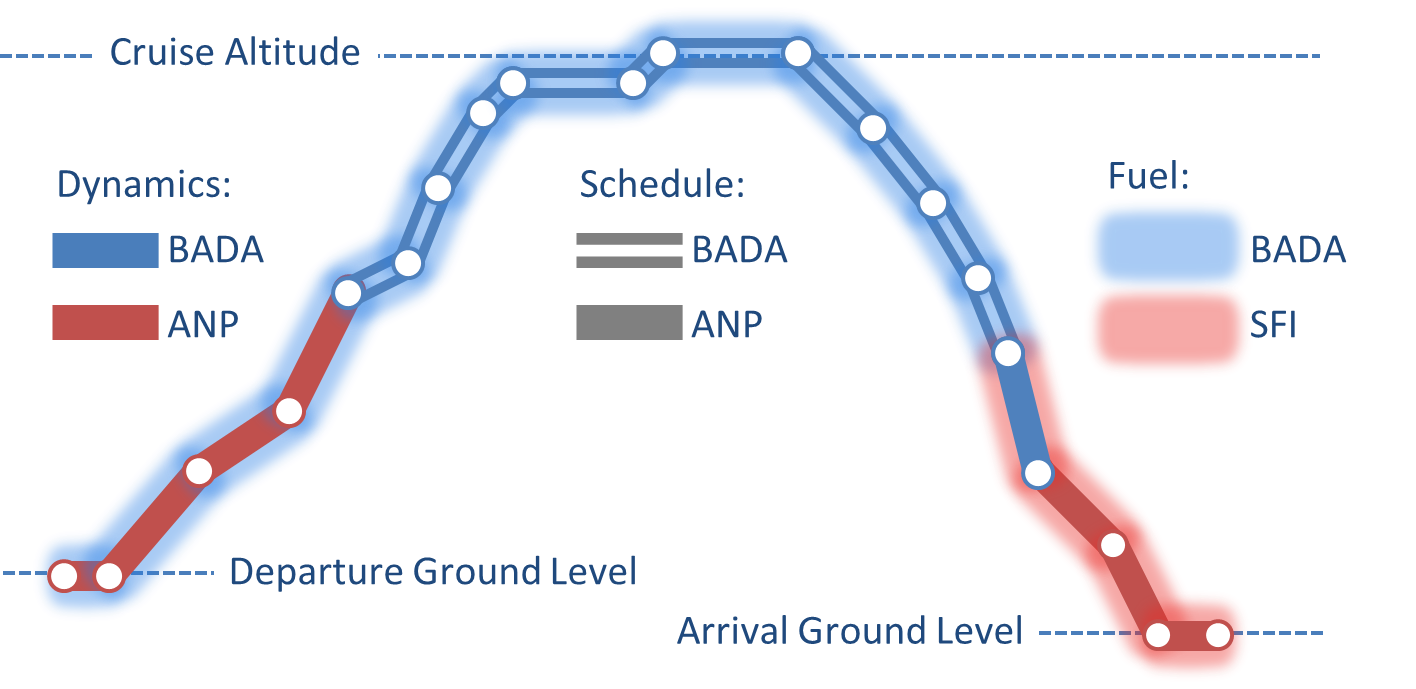 Cruise Altitude
Dynamics:
BADA
ANP
Schedule:
BADA
ANP
Fuel:
BADA
SFI
Departure Ground Level
Arrival Ground Level